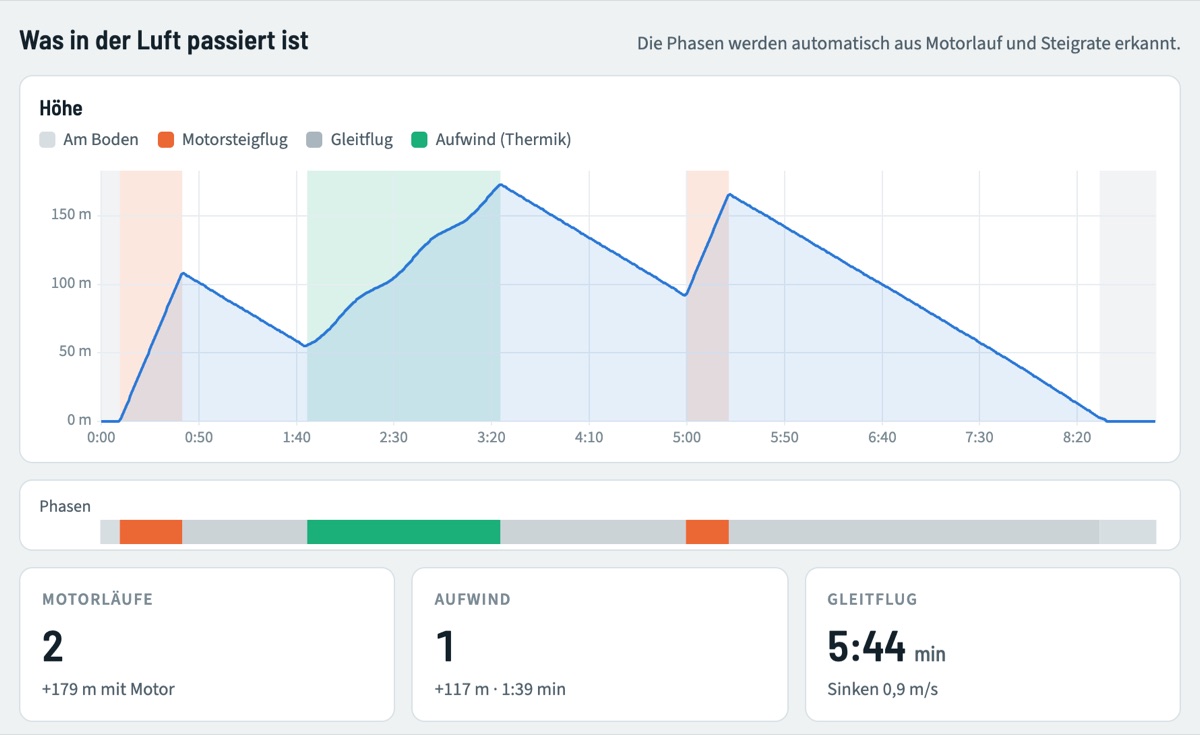 Was in der Luft passiert ist
Die Phasen werden automatisch aus Motorlauf und Steigrate erkannt.
Höhe
Am Boden Motorsteigflug Gleitflug Aufwind (Thermik)
150 m
100 m
50 m
0 m
0:00 0:50 1:40 2:30 3:20 4:10 5:00 5:50 6:40 7:30 8:20
Phasen
MOTORLÄUFE
2
+179 m mit Motor
AUFWIND
1
+117 m · 1:39 min
GLEITFLUG
5:44 min
Sinken 0,9 m/s